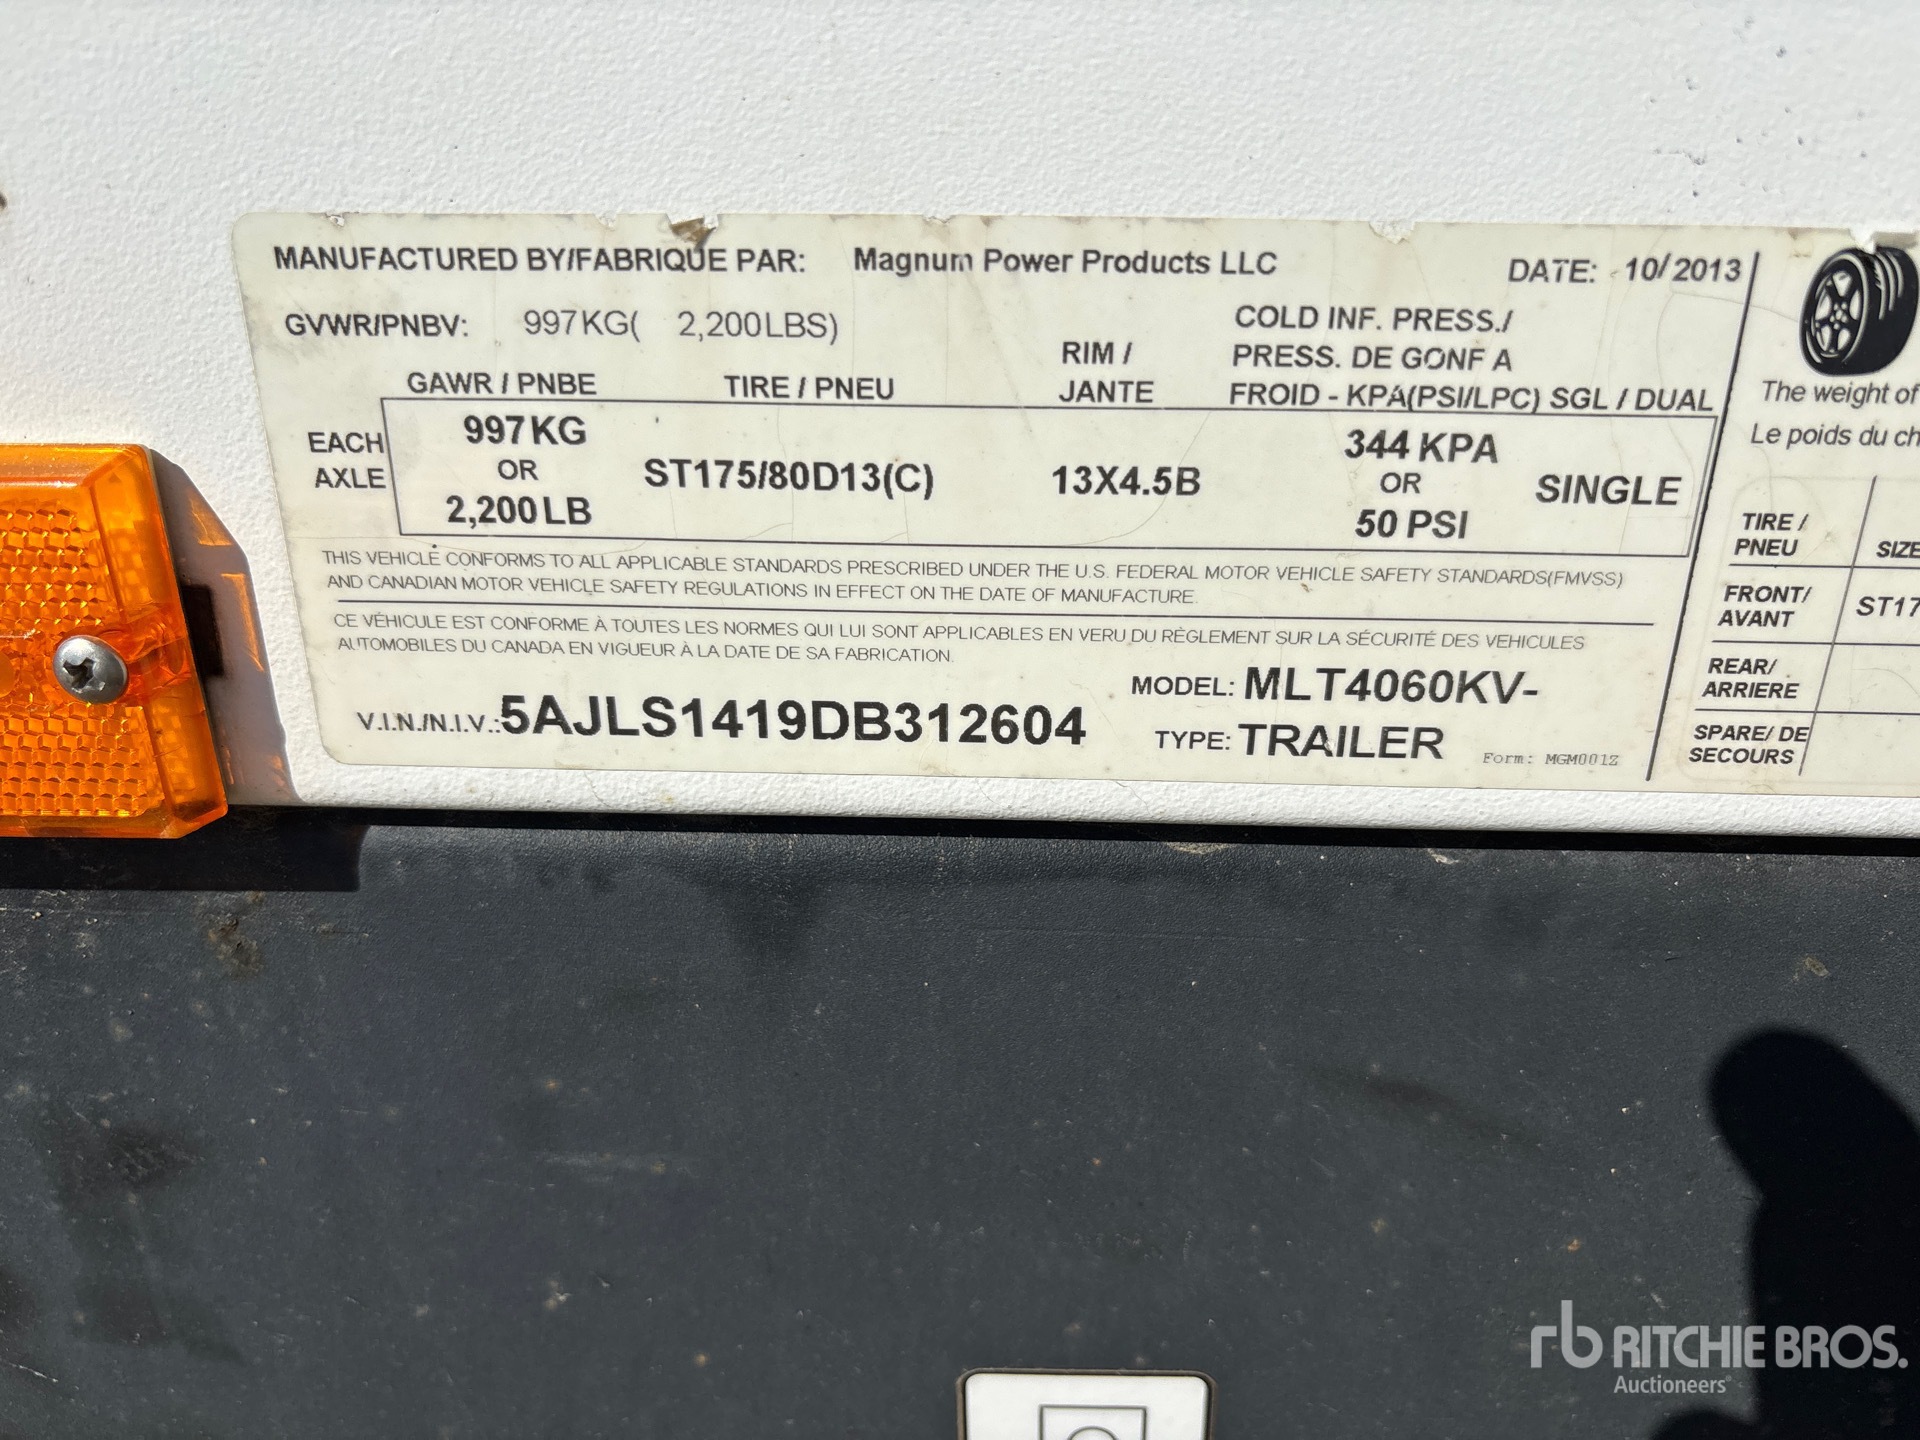 MANUFACTURED BY/FABRIQUE PAR: Magnum Power Products LLC DATE: 10/2013
GVWR/PNBV: 997KG( 2,200LBS)
COLD INF. PRESS./
RIM / PRESS. DE GONF A
GAWR / PNBE TIRE / PNEU JANTE FROID - KPA(PSI/LPC) SGL / DUAL
EACH AXLE
997KG
OR
2,200LB
ST175/80D13(C)
13X4.5B
344 KPA
OR
50 PSI
SINGLE
THIS VEHICLE CONFORMS TO ALL APPLICABLE STANDARDS PRESCRIBED UNDER THE U.S. FEDERAL MOTOR VEHICLE SAFETY STANDARDS(FMVSS)
AND CANADIAN MOTOR VEHICLE SAFETY REGULATIONS IN EFFECT ON THE DATE OF MANUFACTURE.
CE VÉHICULE EST CONFORME À TOUTES LES NORMES QUI LUI SONT APPLICABLES EN VERU DU RÈGLEMENT SUR LA SÉCURITÉ DES VEHICULES
AUTOMOBILES DU CANADA EN VIGUEUR À LA DATE DE SA FABRICATION.
V.I.N./N.I.V.: 5AJLS1419DB312604
MODEL: MLT4060KV-
TYPE: TRAILER
Form: MGM001Z
The weight of
Le poids du ch
TIRE /
PNEU
SIZE
FRONT/
AVANT
ST17
REAR/
ARRIERE
SPARE/ DE
SECOURS
rb RITCHIE BROS.
Auctioneers